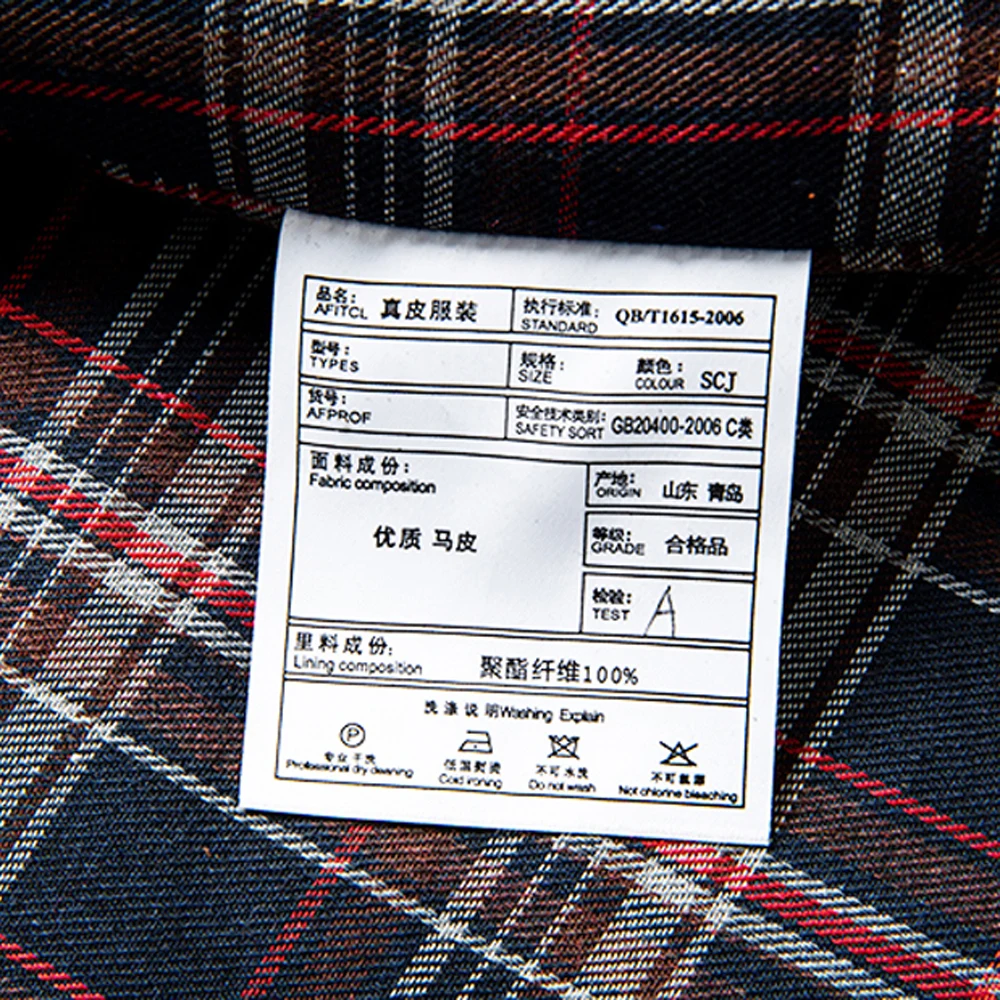 品名: 真皮服装 执行标准: QB/T1615-2006
AFITCL STANDARD
型号: 规格: 颜色: SCJ
TYPES SIZE COLOUR
货号: 安全技术类别: GB20400-2006 C类
AFPROF SAFETY SORT
面料成份:
Fabric composition
优质 马皮
产地: 山东 青岛
ORIGIN
等级: 合格品
GRADE
检验: A
TEST
里料成份: 聚酯纤维100%
Lining composition
洗涤说明Washing Explain
P
专业干洗 低温熨烫 不可水洗 不可氯漂
Professional dry cleaning Cold ironing Do not wash Not chlorine bleaching